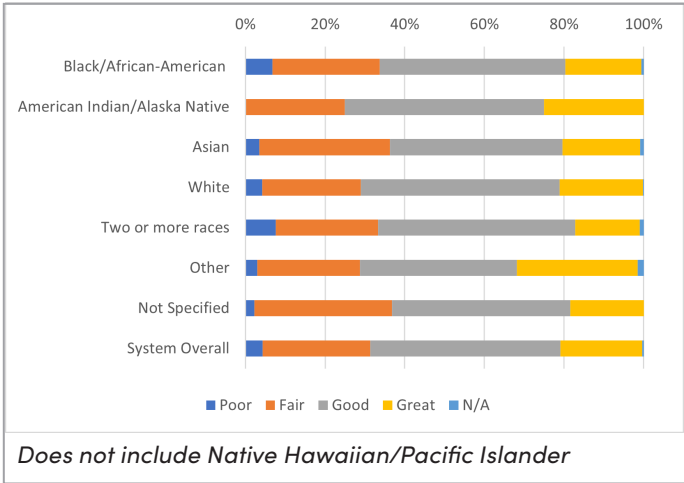 0% 20% 40% 60% 80% 100%
Black/African-American
American Indian/Alaska Native
Asian
White
Two or more races
Other
Not Specified
System Overall
Poor Fair Good Great N/A
Does not include Native Hawaiian/Pacific Islander